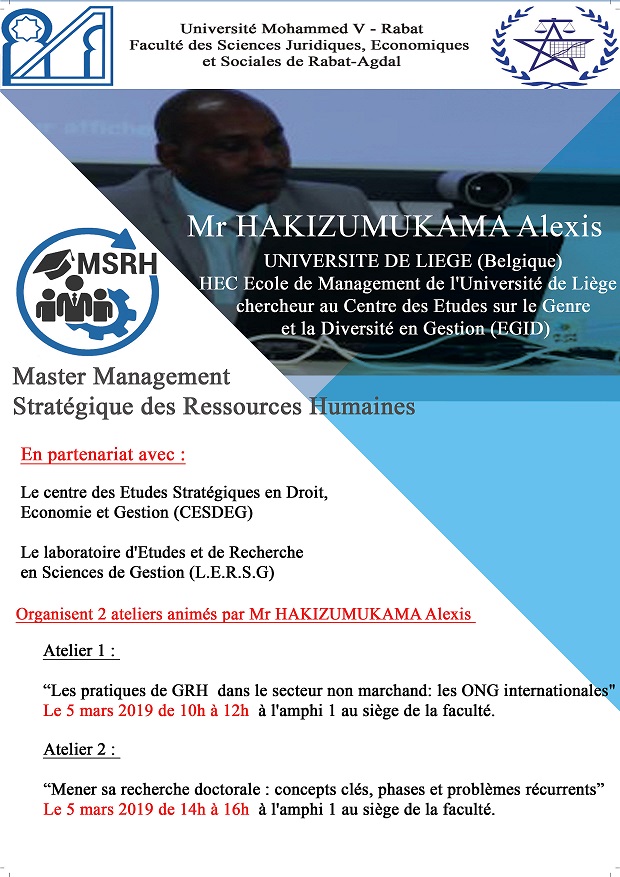 Université Mohammed V - Rabat
Faculté des Sciences Juridiques, Economiques
et Sociales de Rabat-Agdal
er affiche
Mr HAKIZUMUKAMA Alexis
UNIVERSITE DE LIEGE (Belgique)
HEC Ecole de Management de l'Université de Liège
chercheur au Centre des Etudes sur le Genre
et la Diversité en Gestion (EGID)
MSRH
Master Management
Stratégique des Ressources Humaines
En partenariat avec :
Le centre des Etudes Stratégiques en Droit,
Economie et Gestion (CESDEG)
Le laboratoire d'Etudes et de Recherche
en Sciences de Gestion (L.E.R.S.G)
Organisent 2 ateliers animés par Mr HAKIZUMUKAMA Alexis
Atelier 1 :
“Les pratiques de GRH dans le secteur non marchand: les ONG internationales"
Le 5 mars 2019 de 10h à 12h à l'amphi 1 au siège de la faculté.
Atelier 2 :
“Mener sa recherche doctorale : concepts clés, phases et problèmes récurrents”
Le 5 mars 2019 de 14h à 16h à l'amphi 1 au siège de la faculté.